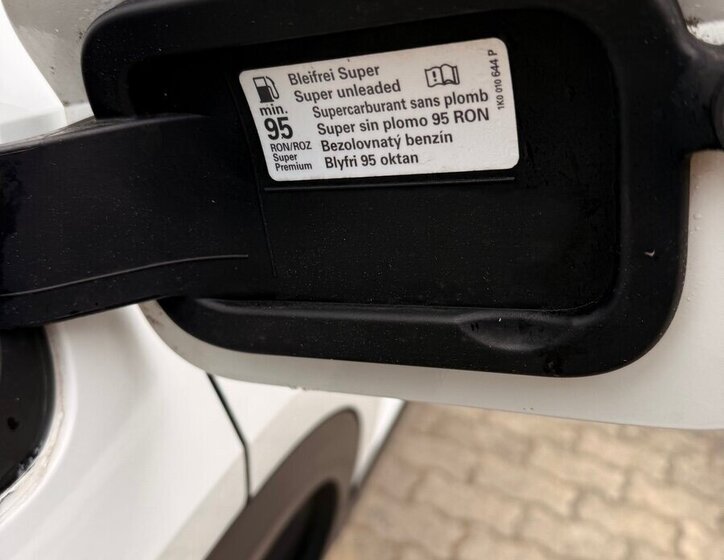 Bleifrei Super
Super unleaded
Supercarburant sans plomb
Super sin plomo 95 RON
Bezolovnatý benzín
Blyfri 95 oktan
min.
95
RON/ROZ
Super
Premium
1K0 010 644 P